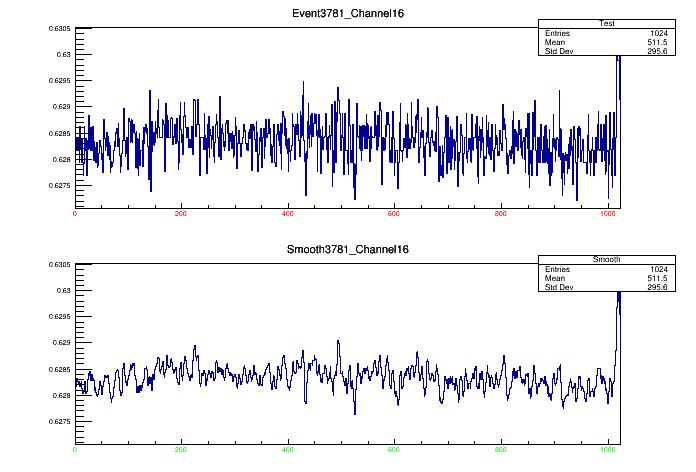 Event3781_Channel16
Test
Entries 1024
Mean 511.5
Std Dev 295.6
0.6305
0.63
0.6295
0.629
0.6285
0.628
0.6275
0 200 400 600 800 1000
Smooth3781_Channel16
Smooth
Entries 1024
Mean 511.5
Std Dev 295.6
0.6305
0.63
0.6295
0.629
0.6285
0.628
0.6275
0 200 400 600 800 1000